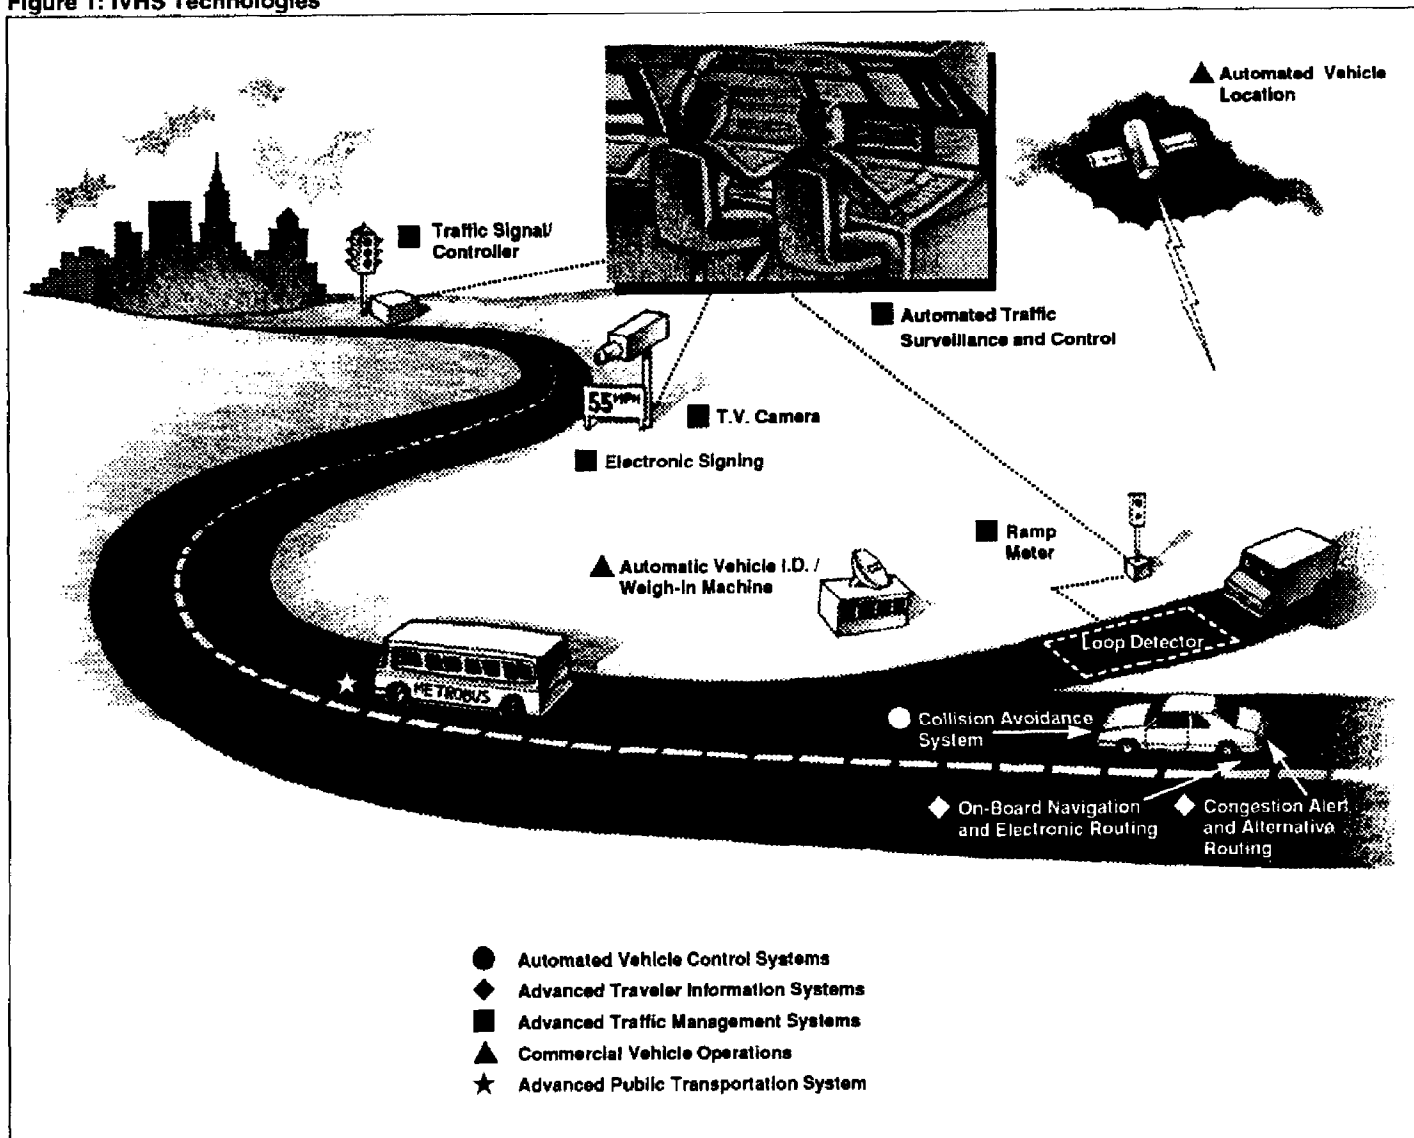 Figure 1: IVHS Technologies
Automated Vehicle
Location
Traffic Signal/
Controller
Automated Traffic
Surveillance and Control
55 MPH
T.V. Camera
Electronic Signing
Ramp
Meter
Automatic Vehicle I.D. /
Weigh-In Machine
Loop Detector
METROBUS
Collision Avoidance
System
On-Board Navigation
and Electronic Routing
Congestion Alert
and Alternative
Routing
Automated Vehicle Control Systems
Advanced Traveler Information Systems
Advanced Traffic Management Systems
Commercial Vehicle Operations
Advanced Public Transportation System